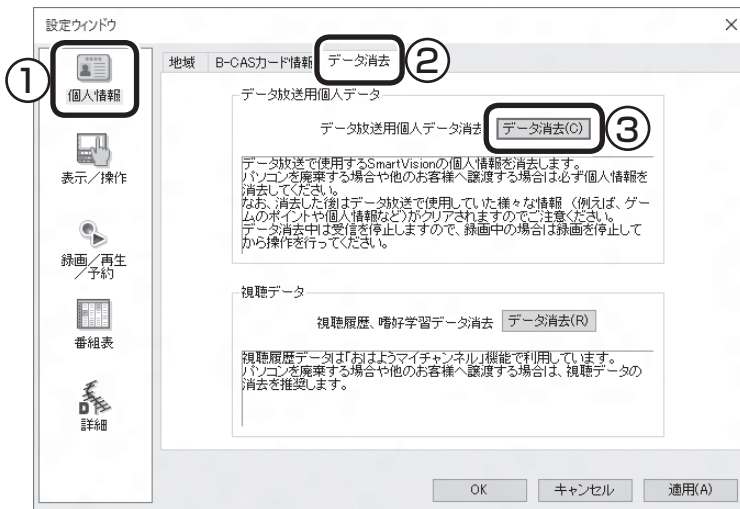 設定ウィンドウ
①
個人情報
表示／操作
録画／再生
／予約
番組表
詳細
地域
B-CASカード情報
データ消去
②
データ放送用個人データ
データ放送用個人データ消去
データ消去(C)
③
データ放送で使用するSmartVisionの個人情報を消去します。
パソコンを廃棄する場合や他のお客様へ譲渡する場合は必ず個人情報を
消去してください。
なお、消去した後はデータ放送で使用していた様々な情報（例えば、ゲー
ムのポイントや個人情報など）がクリアされますのでご注意ください。
データ消去中は受信を停止しますので、録画中の場合は録画を停止して
から操作を行ってください。
視聴データ
視聴履歴、嗜好学習データ消去
データ消去(R)
視聴履歴データは「おはようマイチャンネル」機能で利用しています。
パソコンを廃棄する場合や他のお客様へ譲渡する場合は、視聴データの
消去を推奨します。
OK
キャンセル
適用(A)